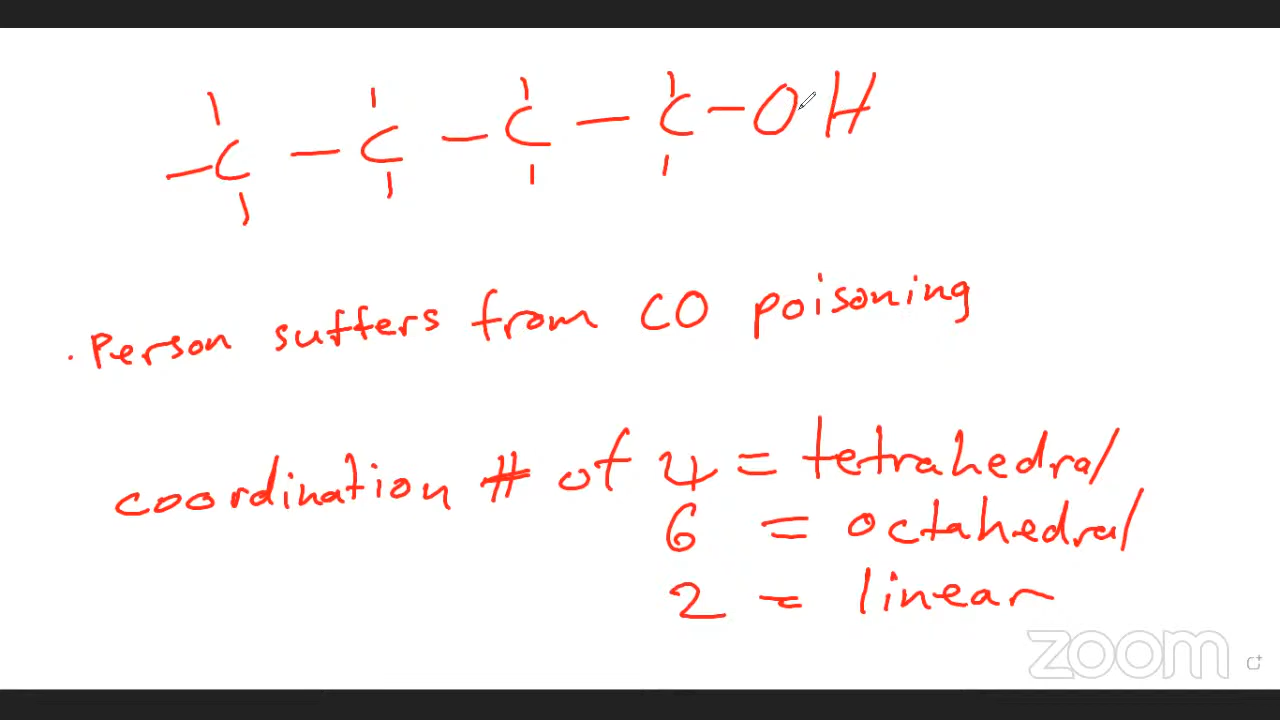 C - C - C - C - OH
· Person suffers from CO poisoning
coordination # of 4 = tetrahedral
6 = octahedral
2 = linear
zoom